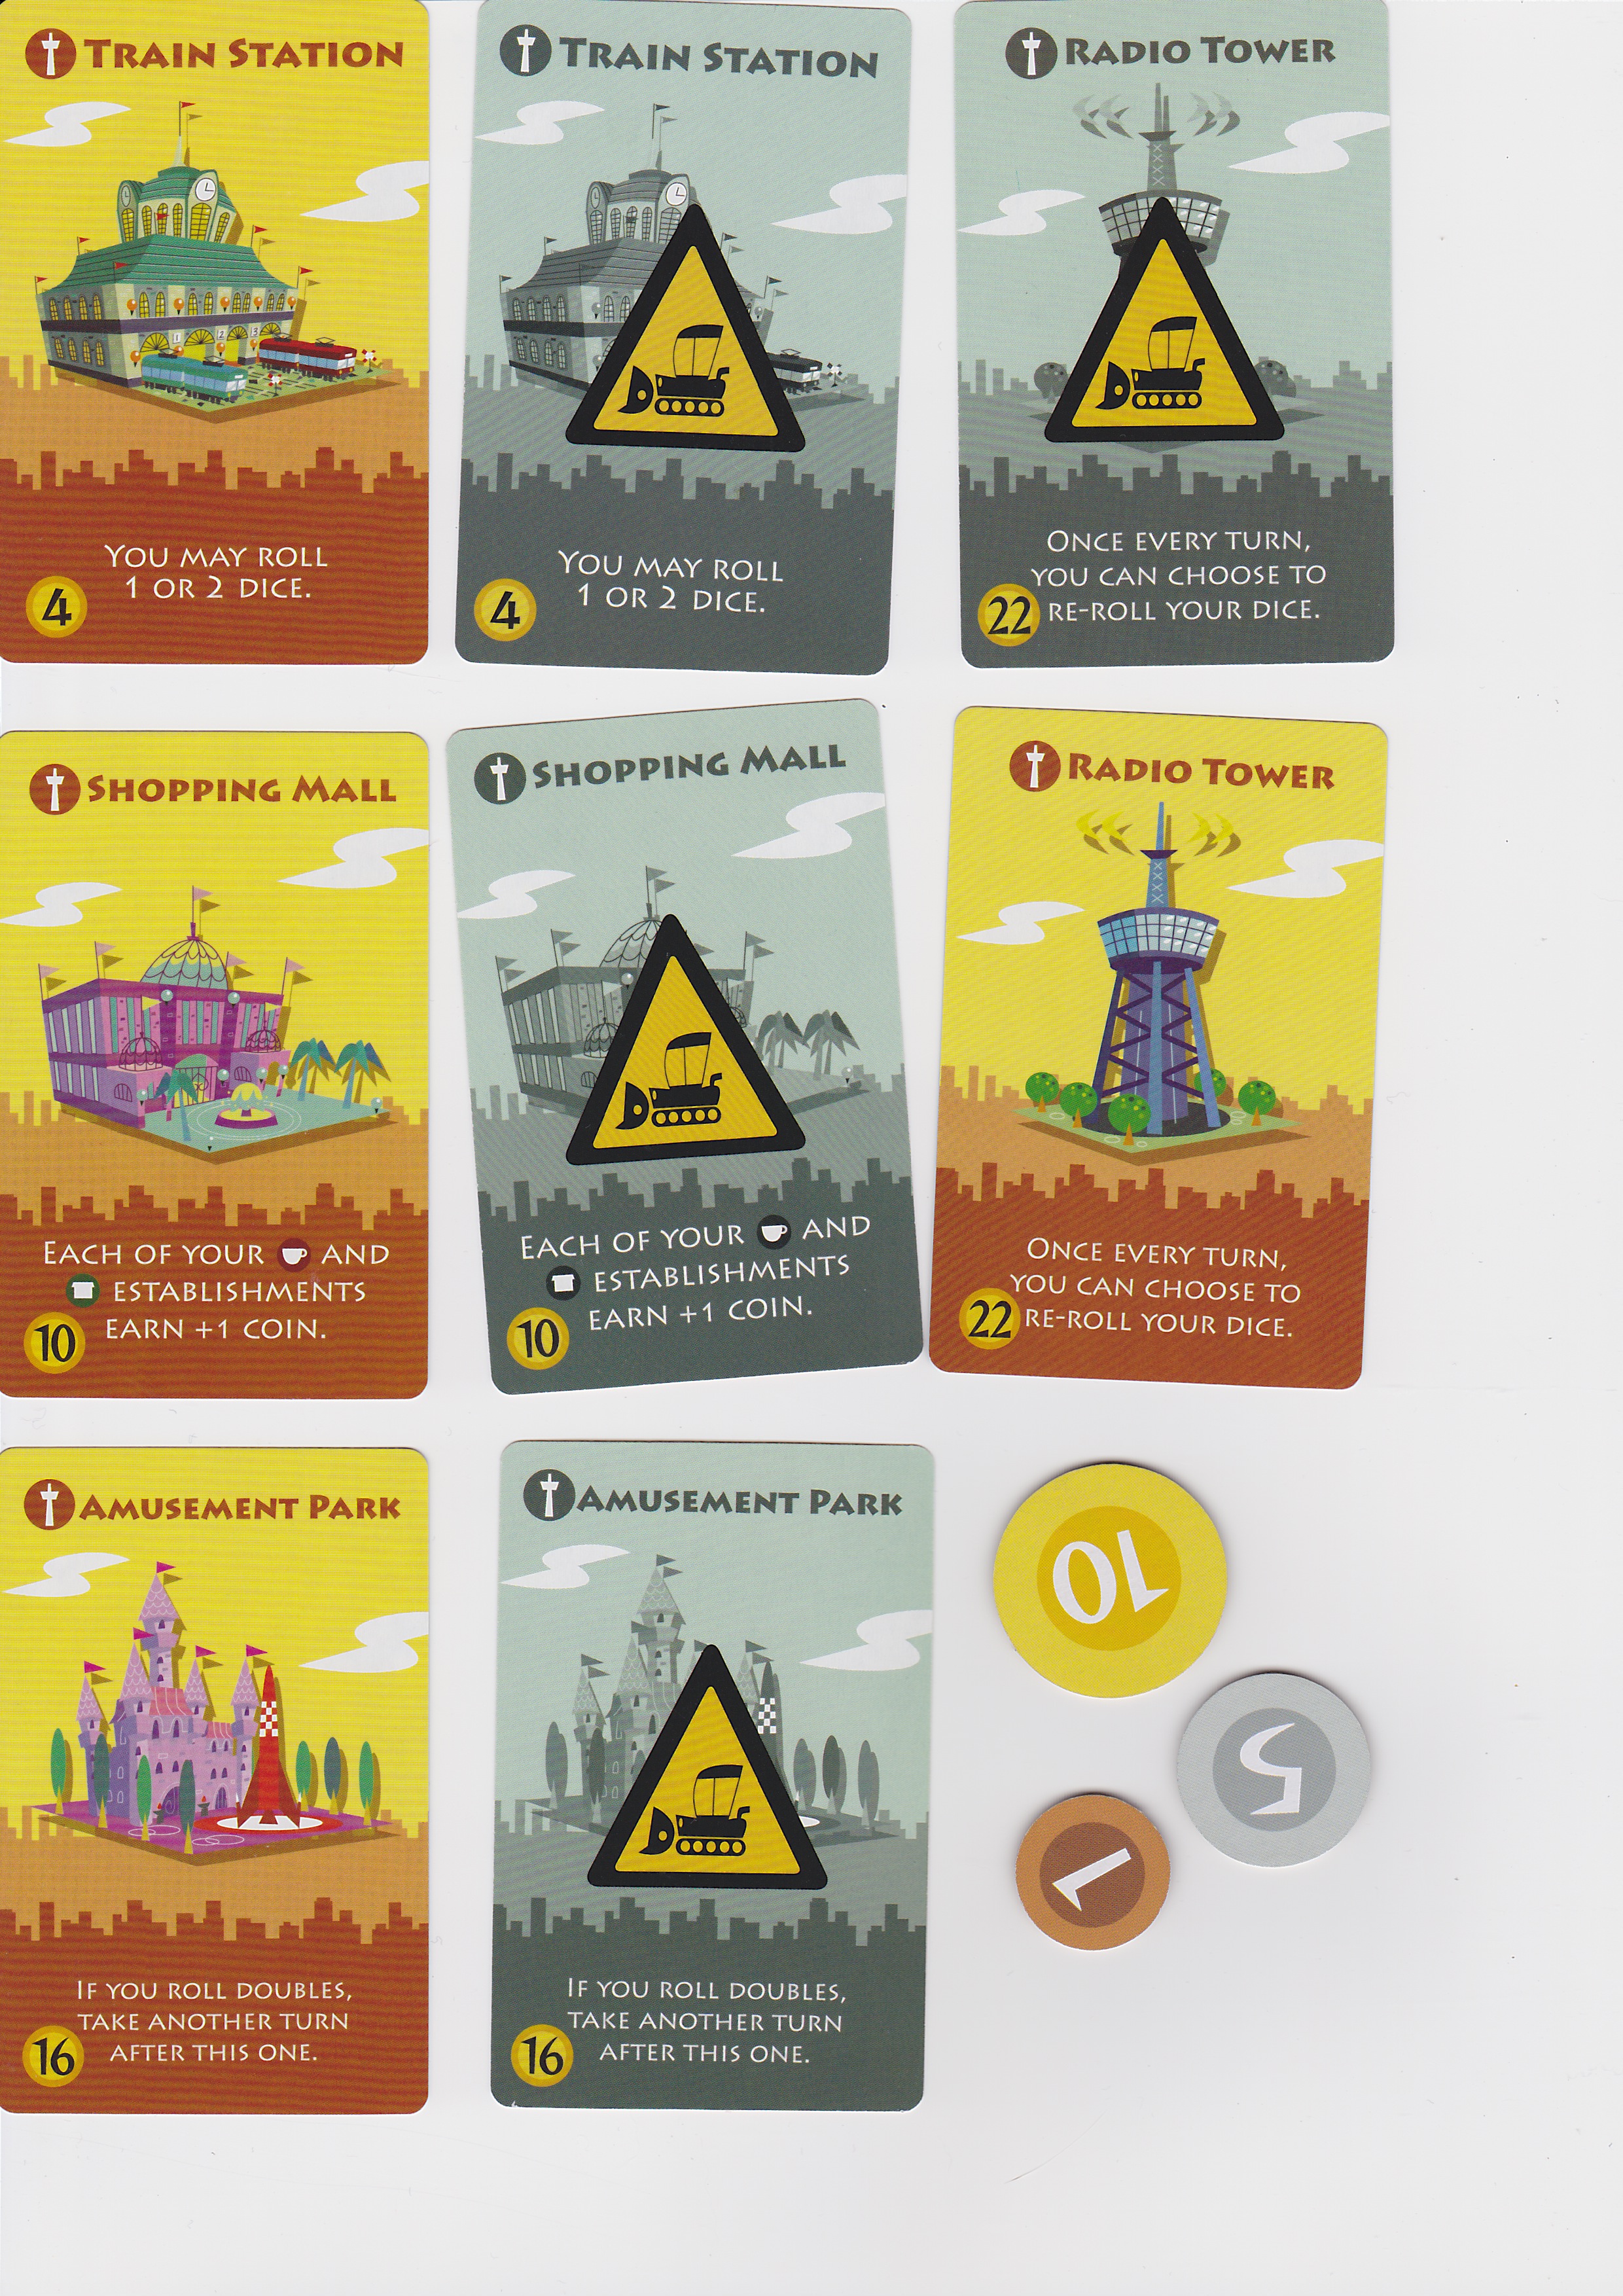 TRAIN STATION
YOU MAY ROLL
1 OR 2 DICE.
4
TRAIN STATION
YOU MAY ROLL
1 OR 2 DICE.
4
RADIO TOWER
ONCE EVERY TURN,
YOU CAN CHOOSE TO
RE-ROLL YOUR DICE.
22
SHOPPING MALL
EACH OF YOUR AND
ESTABLISHMENTS
EARN +1 COIN.
10
SHOPPING MALL
EACH OF YOUR AND
ESTABLISHMENTS
EARN +1 COIN.
10
RADIO TOWER
ONCE EVERY TURN,
YOU CAN CHOOSE TO
RE-ROLL YOUR DICE.
22
AMUSEMENT PARK
IF YOU ROLL DOUBLES,
TAKE ANOTHER TURN
AFTER THIS ONE.
16
AMUSEMENT PARK
IF YOU ROLL DOUBLES,
TAKE ANOTHER TURN
AFTER THIS ONE.
16
10
5
1